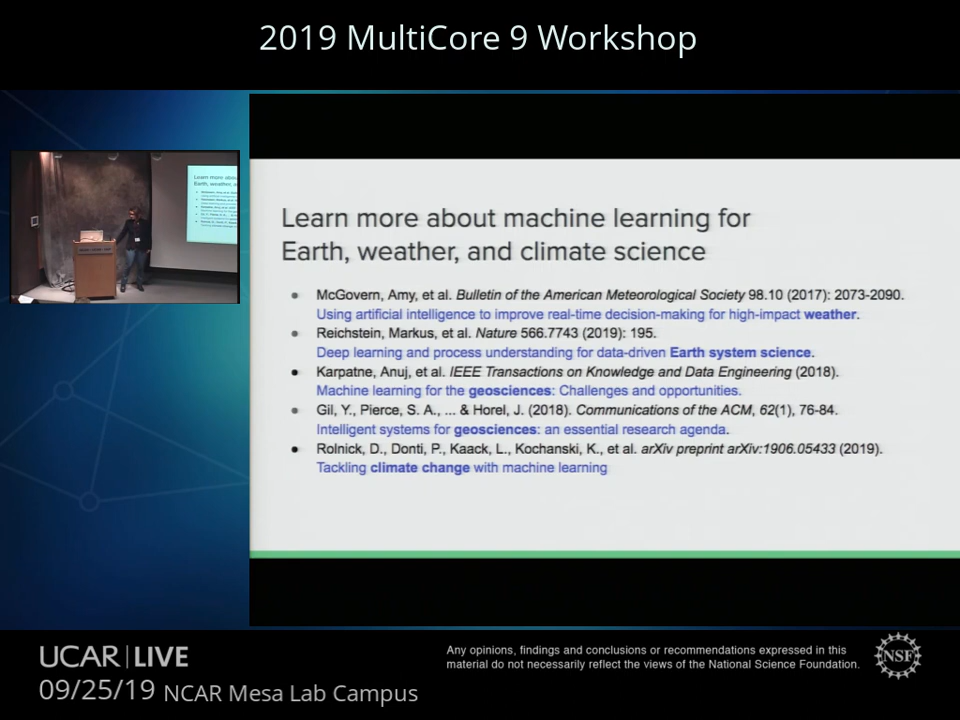 2019 MultiCore 9 Workshop
Learn more about machine learning for
Earth, weather, and climate science
● McGovern, Amy, et al. Bulletin of the American Meteorological Society 98.10 (2017): 2073-2090.
Using artificial intelligence to improve real-time decision-making for high-impact weather.
● Reichstein, Markus, et al. Nature 566.7743 (2019): 195.
Deep learning and process understanding for data-driven Earth system science.
● Karpatne, Anuj, et al. IEEE Transactions on Knowledge and Data Engineering (2018).
Machine learning for the geosciences: Challenges and opportunities.
● Gil, Y., Pierce, S. A., ... & Horel, J. (2018). Communications of the ACM, 62(1), 76-84.
Intelligent systems for geosciences: an essential research agenda.
● Rolnick, D., Donti, P., Kaack, L., Kochanski, K., et al. arXiv preprint arXiv:1906.05433 (2019).
Tackling climate change with machine learning
Learn more about
Earth, weather,
UCAR | LIVE
09/25/19 NCAR Mesa Lab Campus
Any opinions, findings and conclusions or recommendations expressed in this
material do not necessarily reflect the views of the National Science Foundation.
NSF